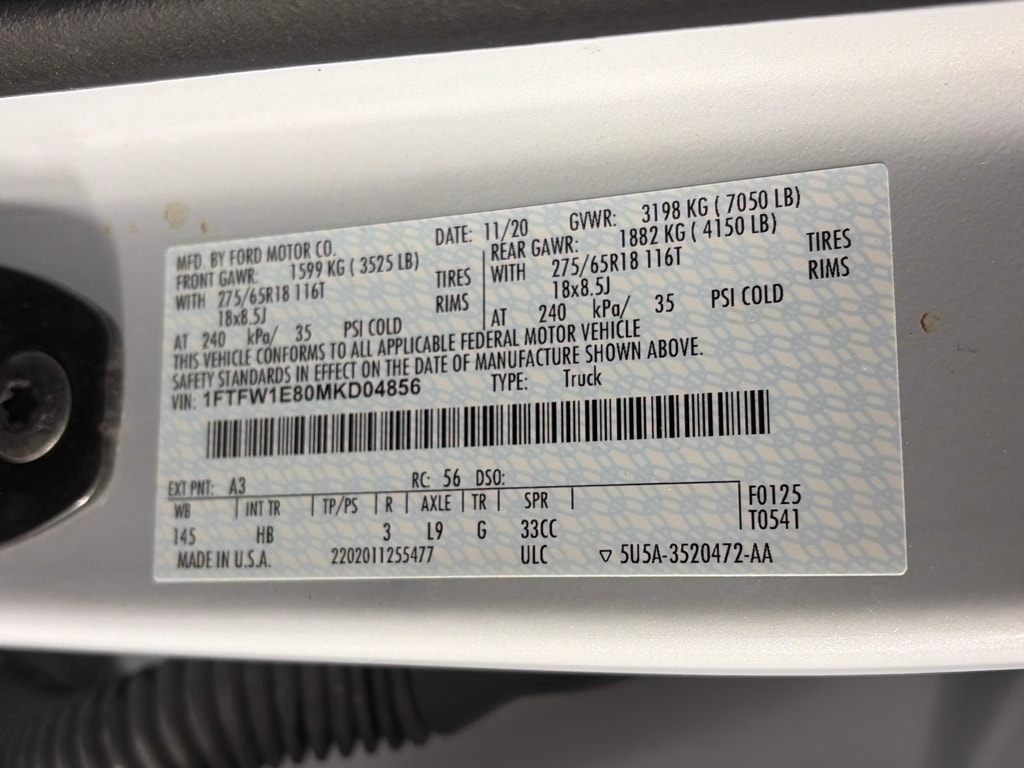 MFD. BY FORD MOTOR CO.
DATE: 11/20 GVWR: 3198 KG ( 7050 LB)
FRONT GAWR: 1599 KG ( 3525 LB) REAR GAWR: 1882 KG ( 4150 LB)
WITH 275/65R18 116T TIRES WITH 275/65R18 116T TIRES
18x8.5J RIMS 18x8.5J RIMS
AT 240 kPa/ 35 PSI COLD AT 240 kPa/ 35 PSI COLD
THIS VEHICLE CONFORMS TO ALL APPLICABLE FEDERAL MOTOR VEHICLE
SAFETY STANDARDS IN EFFECT ON THE DATE OF MANUFACTURE SHOWN ABOVE.
VIN: 1FTFW1E80MKD04856 TYPE: Truck
EXT PNT: A3 RC: 56 DSO:
WB INT TR TP/PS R AXLE TR SPR F0125
T0541
145 HB 3 L9 G 33CC
MADE IN U.S.A. 2202011255477 ULC ▽ 5U5A-3520472-AA